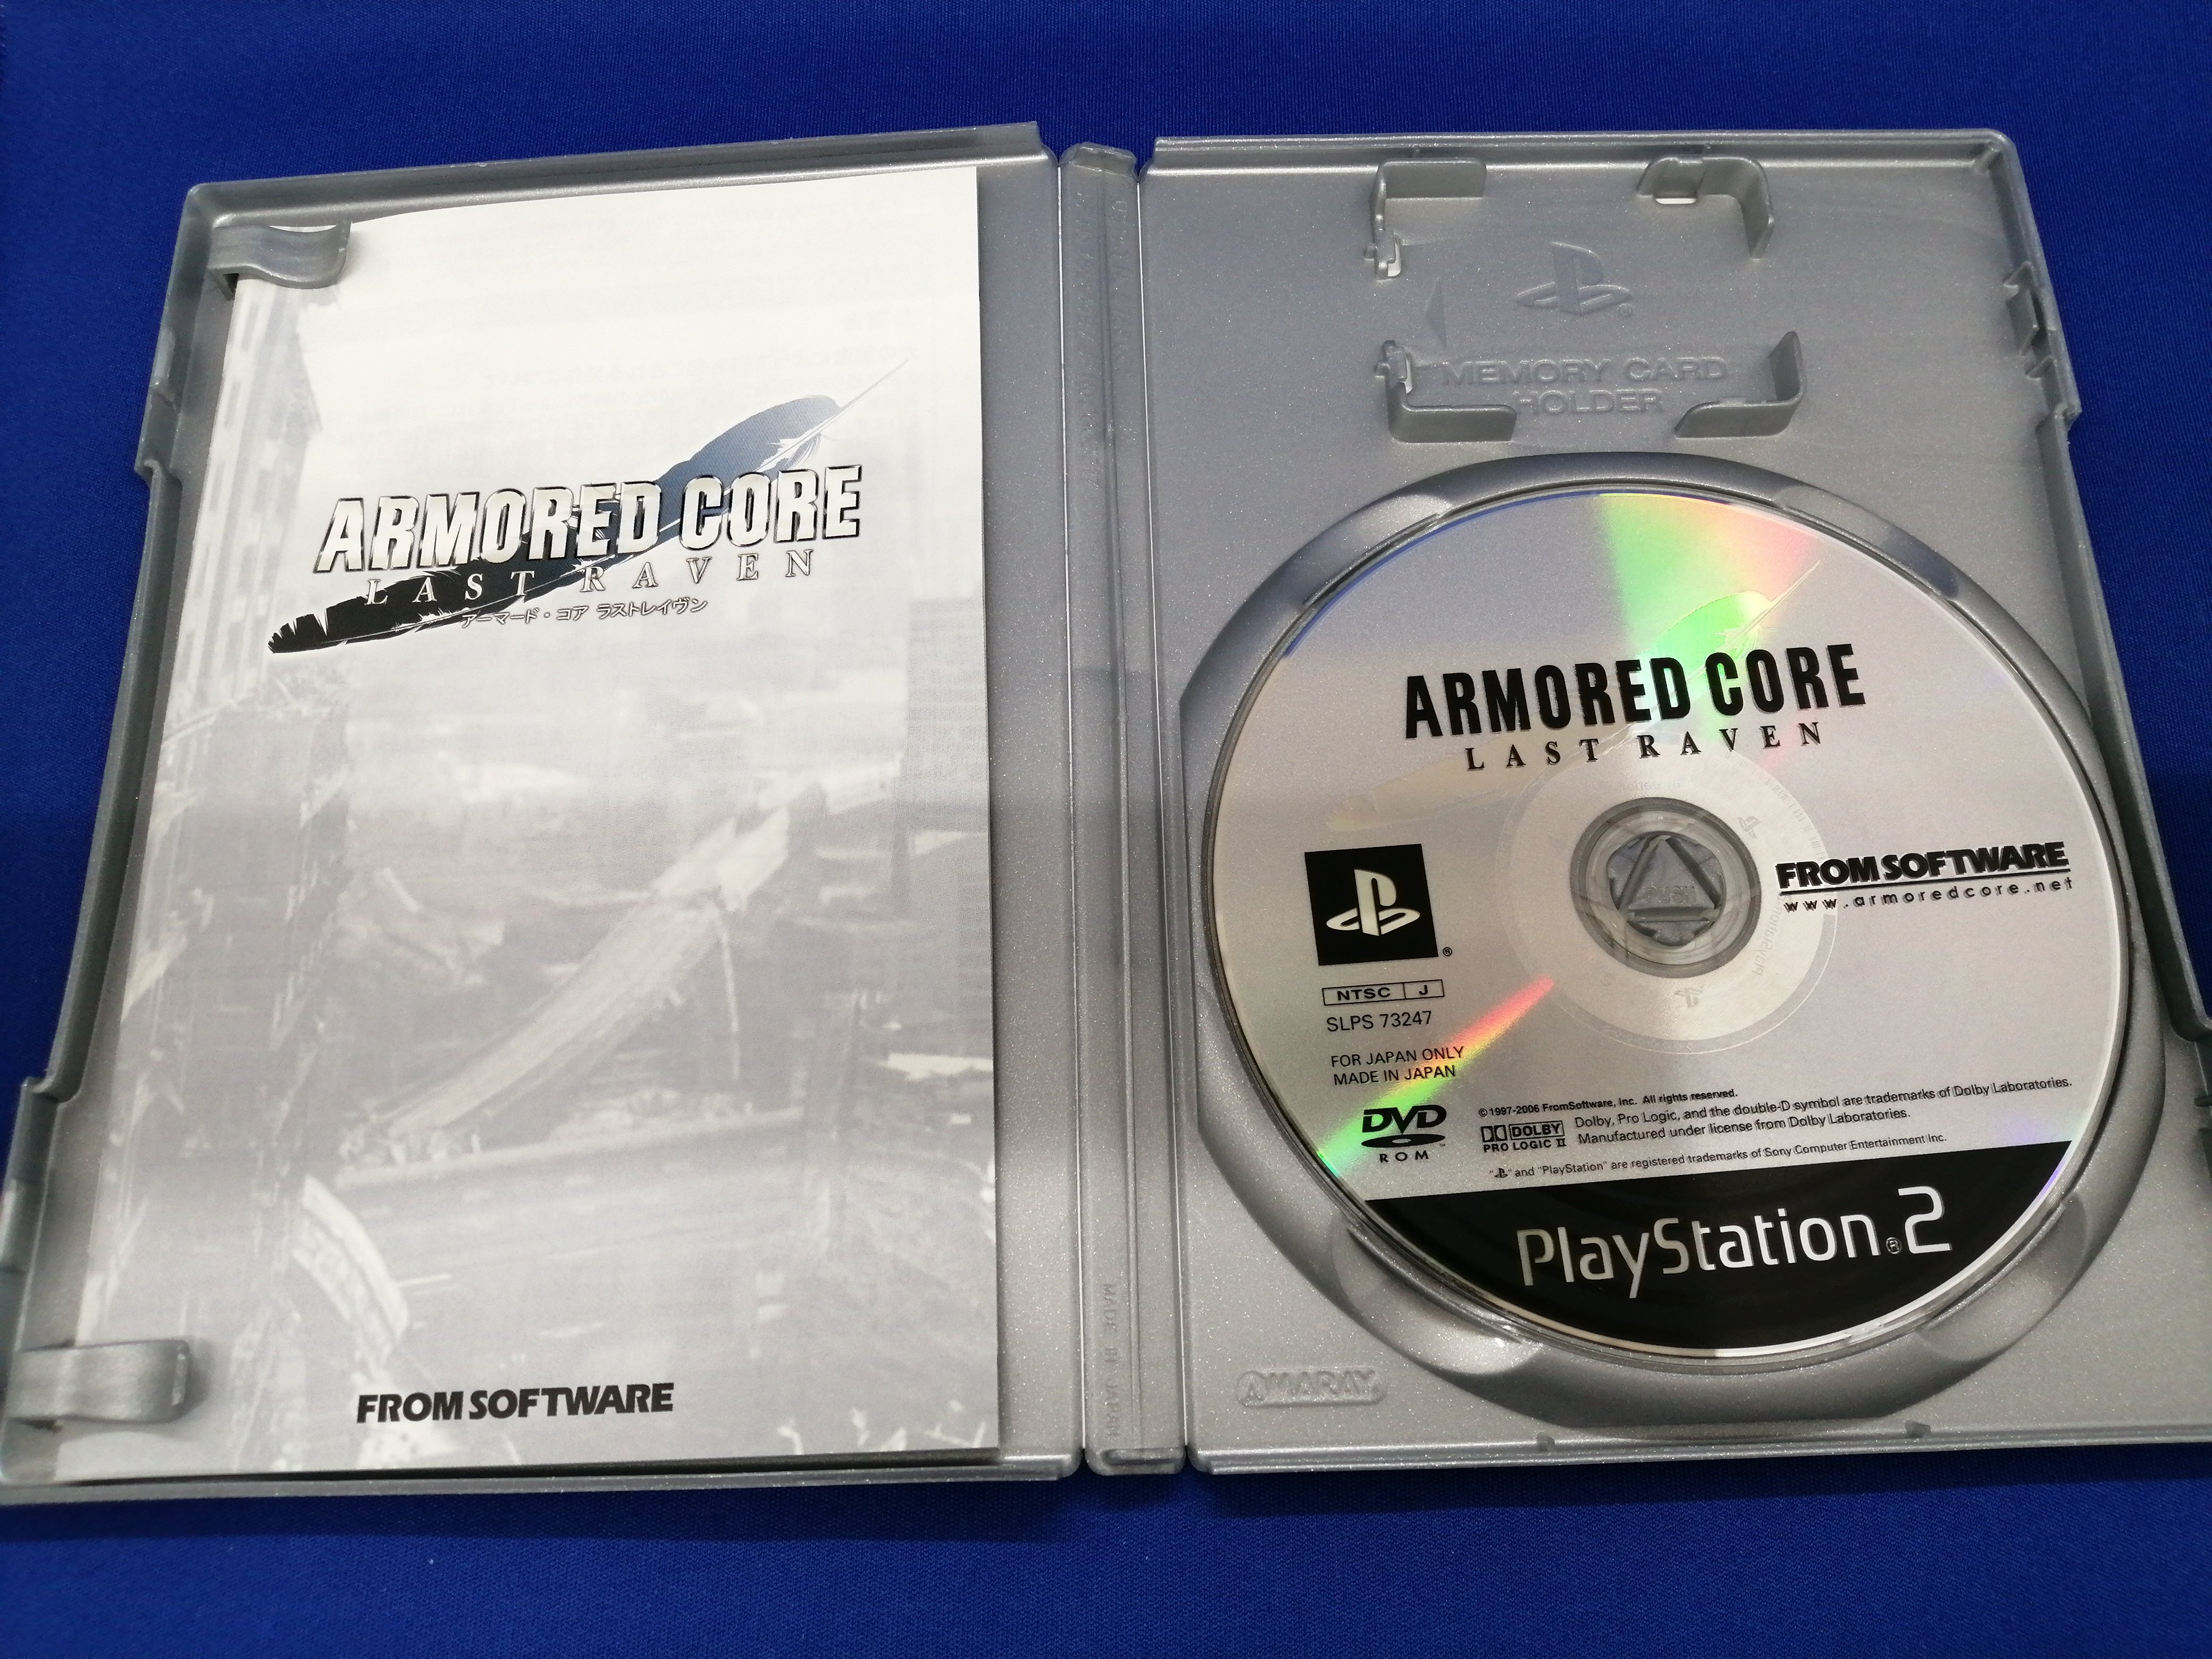 ARMORED CORE
LAST RAVEN
アーマード・コア ラストレイヴン
FROMSOFTWARE
MADE IN JAPAN
MEMORY CARD
HOLDER
ARMORED CORE
LAST RAVEN
FROMSOFTWARE
www.armoredcore.net
PUSH
®
NTSC J
SLPS 73247
FOR JAPAN ONLY
MADE IN JAPAN
DVD
ROM
©1997-2006 FromSoftware, Inc. All rights reserved.
DOLBY
PRO LOGIC II
Dolby, Pro Logic, and the double-D symbol are trademarks of Dolby Laboratories.
Manufactured under license from Dolby Laboratories.
" " and "PlayStation" are registered trademarks of Sony Computer Entertainment Inc.
PlayStation®2
AMARAY